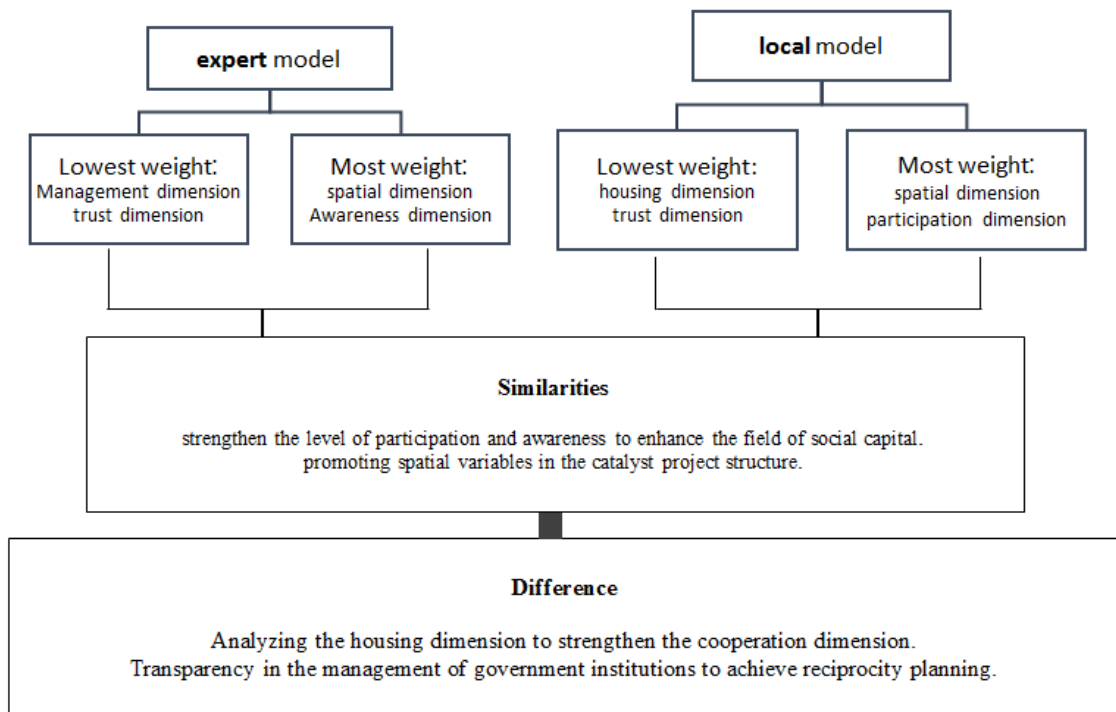 expert model
local model
Lowest weight:
Management dimension
trust dimension
Most weight:
spatial dimension
Awareness dimension
Lowest weight:
housing dimension
trust dimension
Most weight:
spatial dimension
participation dimension
Similarities
strengthen the level of participation and awareness to enhance the field of social capital.
promoting spatial variables in the catalyst project structure.
Difference
Analyzing the housing dimension to strengthen the cooperation dimension.
Transparency in the management of government institutions to achieve reciprocity planning.